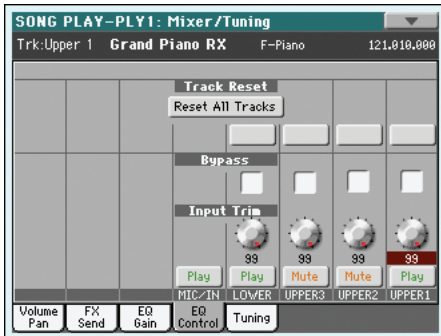 SONG PLAY-PLY1: Mixer/Tuning
Trk:Upper 1 Grand Piano RX F-Piano 121.010.000
Track Reset
Reset All Tracks
Bypass
Input Trim
99 99 99 99
Play Play Mute Mute Play
MIC/IN LOWER UPPER3 UPPER2 UPPER1
Volume Pan FX Send EQ Gain EQ Control Tuning